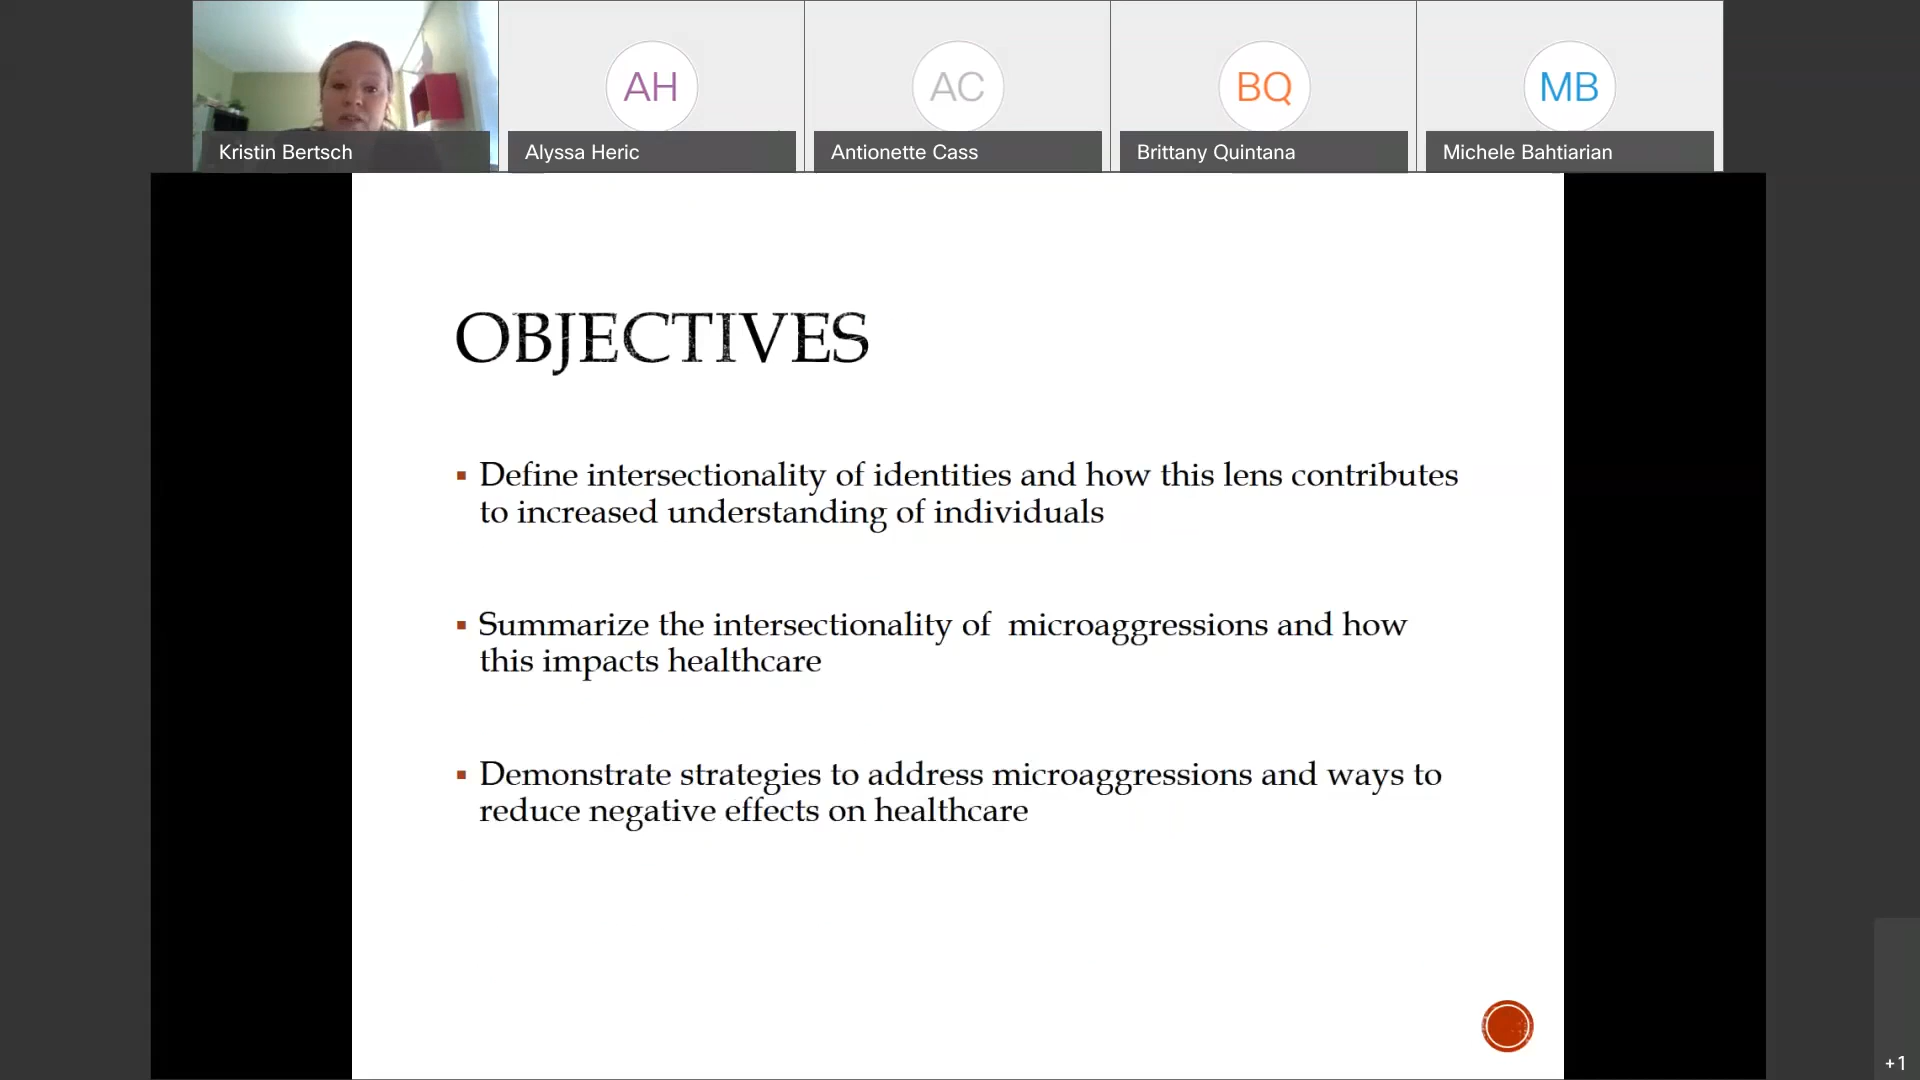 AH
AC
BQ
MB
Kristin Bertsch
Alyssa Heric
Antionette Cass
Brittany Quintana
Michele Bahtiarian
OBJECTIVES
▪ Define intersectionality of identities and how this lens contributes
to increased understanding of individuals
▪ Summarize the intersectionality of  microaggressions and how
this impacts healthcare
▪ Demonstrate strategies to address microaggressions and ways to
reduce negative effects on healthcare
+1